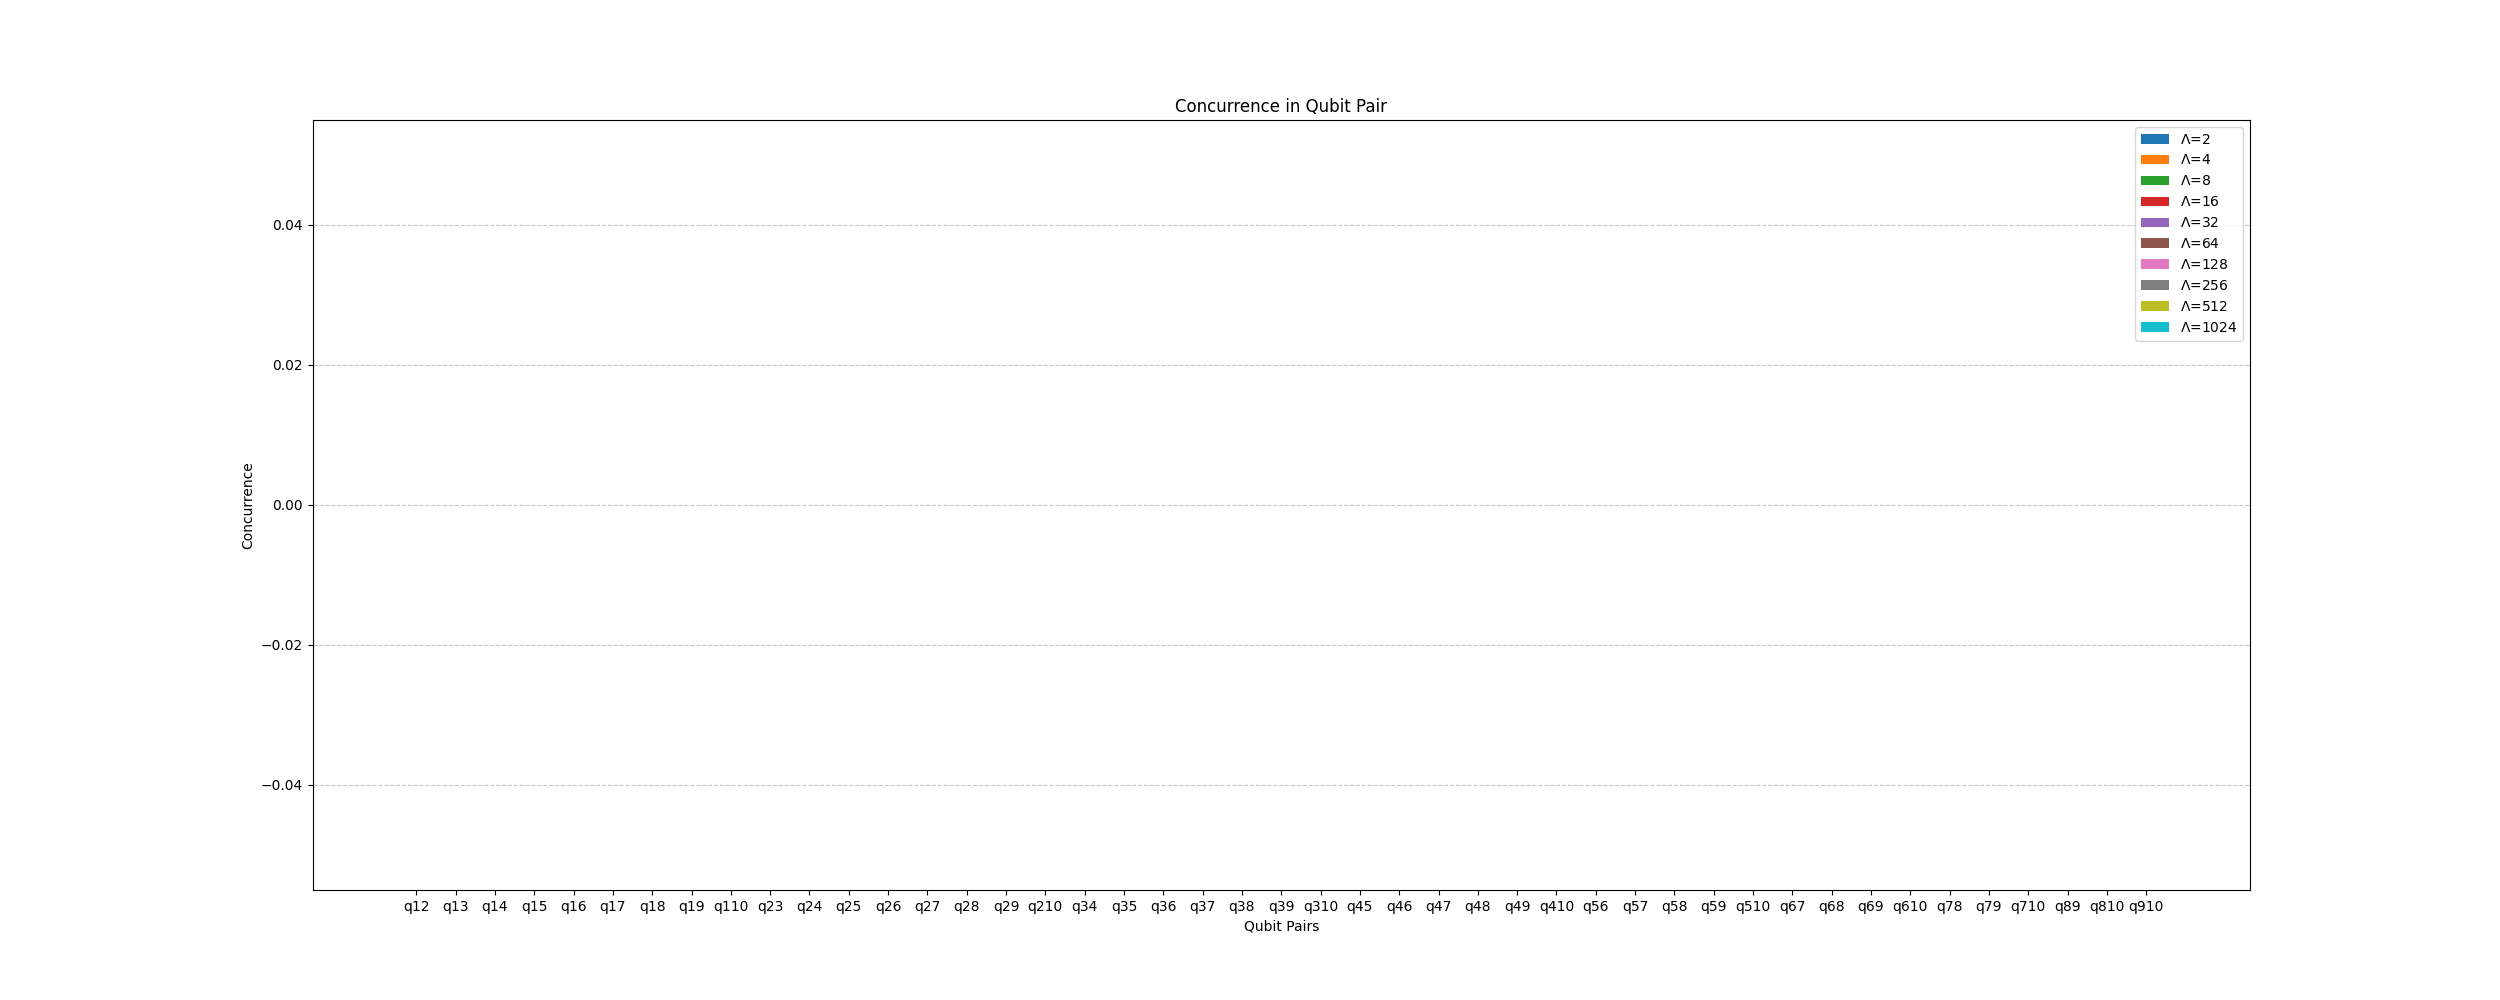 Concurrence in Qubit Pair
Λ=2
Λ=4
Λ=8
Λ=16
Λ=32
Λ=64
Λ=128
Λ=256
Λ=512
Λ=1024
Concurrence
0.04
0.02
0.00
−0.02
−0.04
q12 q13 q14 q15 q16 q17 q18 q19 q110 q23 q24 q25 q26 q27 q28 q29 q210 q34 q35 q36 q37 q38 q39 q310 q45 q46 q47 q48 q49 q410 q56 q57 q58 q59 q510 q67 q68 q69 q610 q78 q79 q710 q89 q810 q910
Qubit Pairs